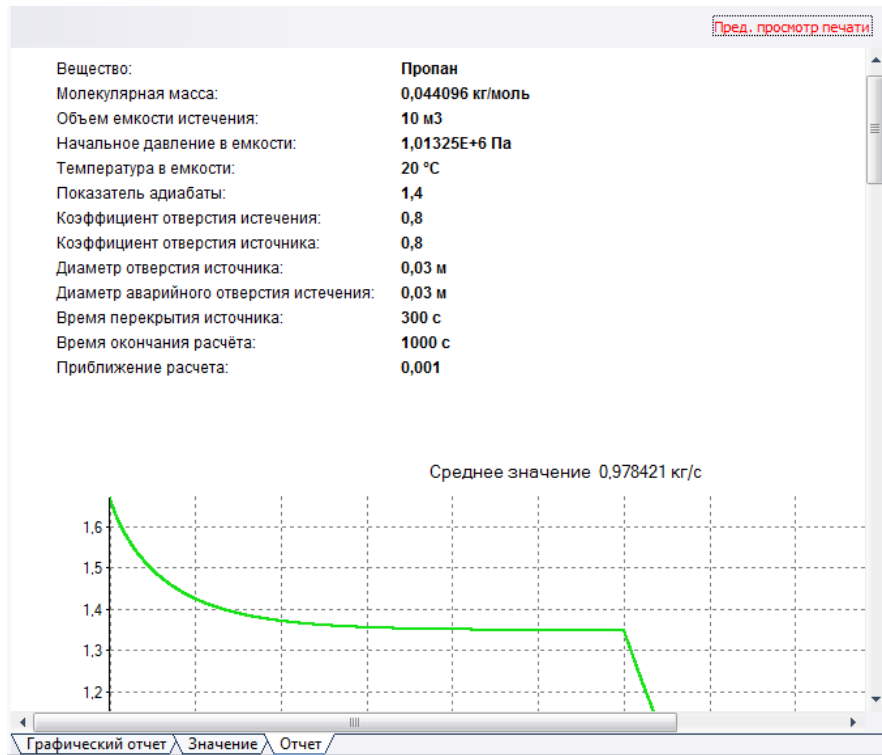 Пред. просмотр печати
Вещество: Пропан
Молекулярная масса: 0,044096 кг/моль
Объем емкости истечения: 10 м3
Начальное давление в емкости: 1,01325E+6 Па
Температура в емкости: 20 °C
Показатель адиабаты: 1,4
Коэффициент отверстия истечения: 0,8
Коэффициент отверстия источника: 0,8
Диаметр отверстия источника: 0,03 м
Диаметр аварийного отверстия истечения: 0,03 м
Время перекрытия источника: 300 с
Время окончания расчёта: 1000 с
Приближение расчета: 0,001
Среднее значение 0,978421 кг/с
1,6
1,5
1,4
1,3
1,2
Графический отчет Значение Отчет